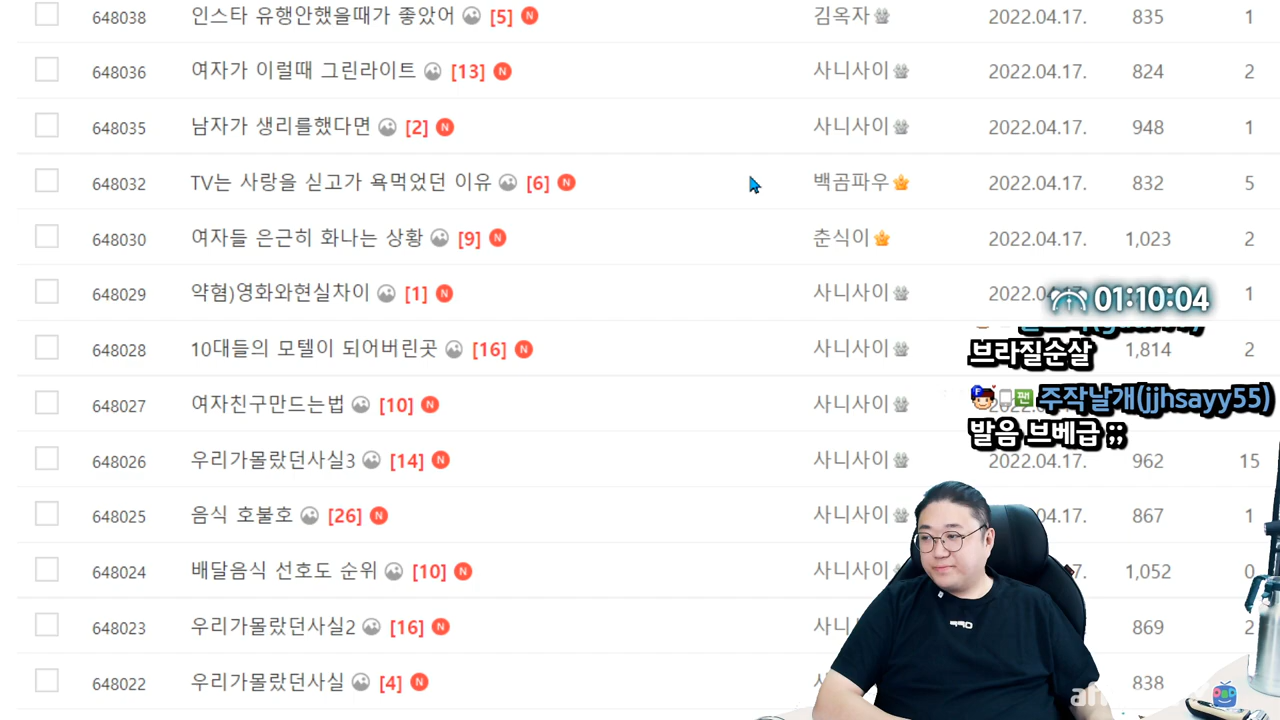 648038 인스타 유행안했을때가 좋았어 [5] N 김옥자 2022.04.17. 835 1
648036 여자가 이럴때 그린라이트 [13] N 사니사이 2022.04.17. 824 2
648035 남자가 생리를했다면 [2] N 사니사이 2022.04.17. 948 1
648032 TV는 사랑을 싣고가 욕먹었던 이유 [6] N 백곰파우 2022.04.17. 832 5
648030 여자들 은근히 화나는 상황 [9] N 춘식이 2022.04.17. 1,023 2
648029 약혐)영화와현실차이 [1] N 사니사이 2022.04.17. 1
01:10:04
648028 10대들의 모텔이 되어버린곳 [16] N 사니사이 1,814 2
브라질순살
648027 여자친구만드는법 [10] N 사니사이
P 팬 주작날개(jjhsayy55)
발음 브베급 ;;
648026 우리가몰랐던사실3 [14] N 사니사이 2022.04.17. 962 15
648025 음식 호불호 [26] N 사니사이 04.17. 867 1
648024 배달음식 선호도 순위 [10] N 사니사이 7. 1,052 0
648023 우리가몰랐던사실2 [16] N 사니 869 2
648022 우리가몰랐던사실 [4] N 사니 838